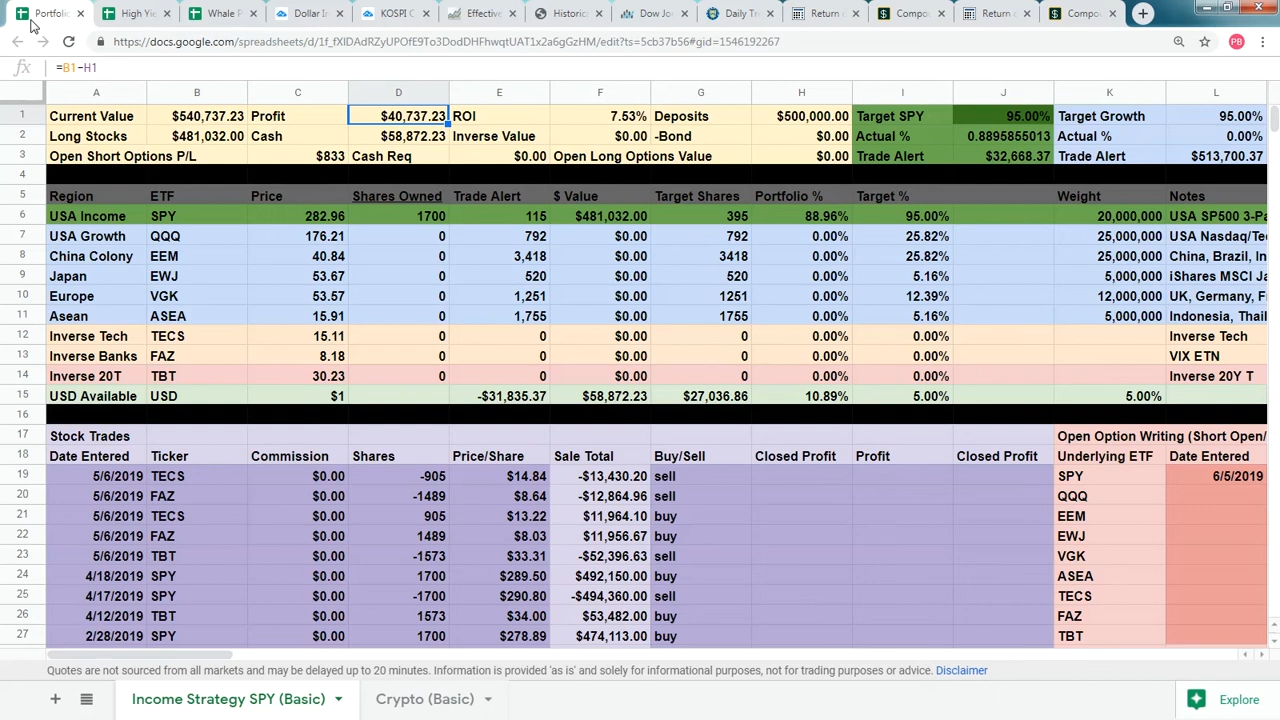 Portfolio High Yie Whale P Dollar In KOSPI C Effective Dow Jo Daily Tr Return o Compo Return o Compo
https://docs.google.com/spreadsheets/d/1f_fXlDAdRZyUPOfE9To3DodDHFhwqtUAT1x2a6gGzHM/edit?ts=5cb37b56#gid=1546192267 PB
fx =B1-H1
A B C D E F G H I J K L
1 Current Value $540,737.23 Profit $40,737.23 ROI 7.53% Deposits $500,000.00 Target SPY 95.00% Target Growth 95.00%
2 Long Stocks $481,032.00 Cash $58,872.23 Inverse Value $0.00 -Bond $0.00 Actual % 0.8895855013 Actual % 0.00%
3 Open Short Options P/L $833 Cash Req $0.00 Open Long Options Value $0.00 Trade Alert $32,668.37 Trade Alert $513,700.37
4
5 Region ETF Price Shares Owned Trade Alert $ Value Target Shares Portfolio % Target % Weight Notes
6 USA Income SPY 282.96 1700 115 $481,032.00 395 88.96% 95.00% 20,000,000 USA SP500 3-Pa
7 USA Growth QQQ 176.21 0 792 $0.00 792 0.00% 25.82% 25,000,000 USA Nasdaq/Tec
8 China Colony EEM 40.84 0 3,418 $0.00 3418 0.00% 25.82% 25,000,000 China, Brazil, In
9 Japan EWJ 53.67 0 520 $0.00 520 0.00% 5.16% 5,000,000 iShares MSCI Ja
10 Europe VGK 53.57 0 1,251 $0.00 1251 0.00% 12.39% 12,000,000 UK, Germany, F
11 Asean ASEA 15.91 0 1,755 $0.00 1755 0.00% 5.16% 5,000,000 Indonesia, Thail
12 Inverse Tech TECS 15.11 0 0 $0.00 0 0.00% 0.00% Inverse Tech
13 Inverse Banks FAZ 8.18 0 0 $0.00 0 0.00% 0.00% VIX ETN
14 Inverse 20T TBT 30.23 0 0 $0.00 0 0.00% 0.00% Inverse 20Y T
15 USD Available USD $1 -$31,835.37 $58,872.23 $27,036.86 10.89% 5.00% 5.00%
16
17 Stock Trades Open Option Writing (Short Open/
18 Date Entered Ticker Commission Shares Price/Share Sale Total Buy/Sell Closed Profit Profit Closed Profit Underlying ETF Date Entered
19 5/6/2019 TECS $0.00 -905 $14.84 -$13,430.20 sell SPY 6/5/2019
20 5/6/2019 FAZ $0.00 -1489 $8.64 -$12,864.96 sell QQQ
21 5/6/2019 TECS $0.00 905 $13.22 $11,964.10 buy EEM
22 5/6/2019 FAZ $0.00 1489 $8.03 $11,956.67 buy EWJ
23 5/6/2019 TBT $0.00 -1573 $33.31 -$52,396.63 sell VGK
24 4/18/2019 SPY $0.00 1700 $289.50 $492,150.00 buy ASEA
25 4/17/2019 SPY $0.00 -1700 $290.80 -$494,360.00 sell TECS
26 4/12/2019 TBT $0.00 1573 $34.00 $53,482.00 buy FAZ
27 2/28/2019 SPY $0.00 1700 $278.89 $474,113.00 buy TBT
Quotes are not sourced from all markets and may be delayed up to 20 minutes. Information is provided 'as is' and solely for informational purposes, not for trading purposes or advice. Disclaimer
Income Strategy SPY (Basic) Crypto (Basic) Explore